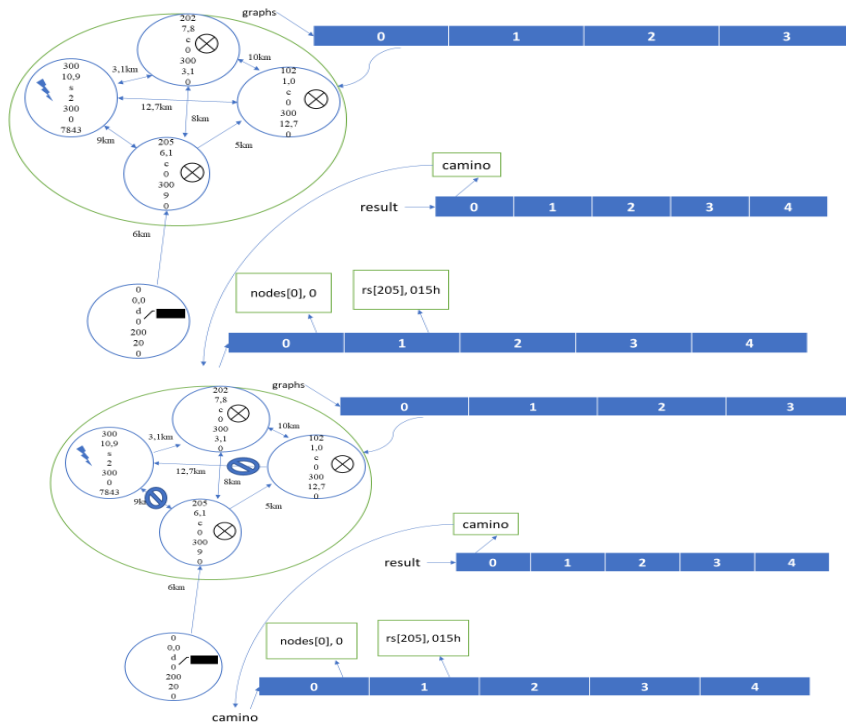 graphs
0 1 2 3
202
7,8
c
0
300
3,1
0
10km
3,1km
300
10,9
s
2
300
0
7843
102
1,0
c
0
300
12,7
0
12,7km
8km
9km
5km
205
6,1
c
0
300
9
0
camino
result
0 1 2 3 4
6km
nodes[0], 0
rs[205], 015h
0
0,0
d
0
200
20
0
0 1 2 3 4
graphs
0 1 2 3
202
7,8
c
0
300
3,1
0
10km
3,1km
300
10,9
s
2
300
0
7843
102
1,0
c
0
300
12,7
0
12,7km
8km
9km
5km
205
6,1
c
0
300
9
0
camino
result
0 1 2 3 4
6km
nodes[0], 0
rs[205], 015h
0
0,0
d
0
200
20
0
0 1 2 3 4
camino